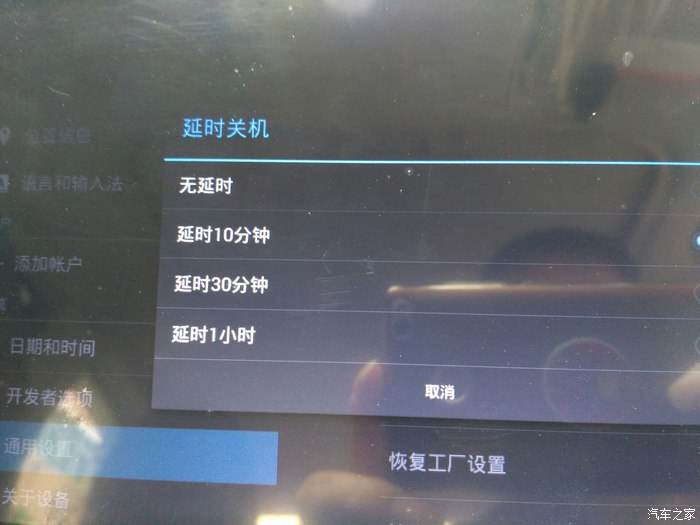 延时关机
位置信息
无延时
语言和输入法
延时10分钟
添加帐户
延时30分钟
日期和时间
延时1小时
开发者选项
取消
通用设置
恢复工厂设置
关于设备
汽车之家